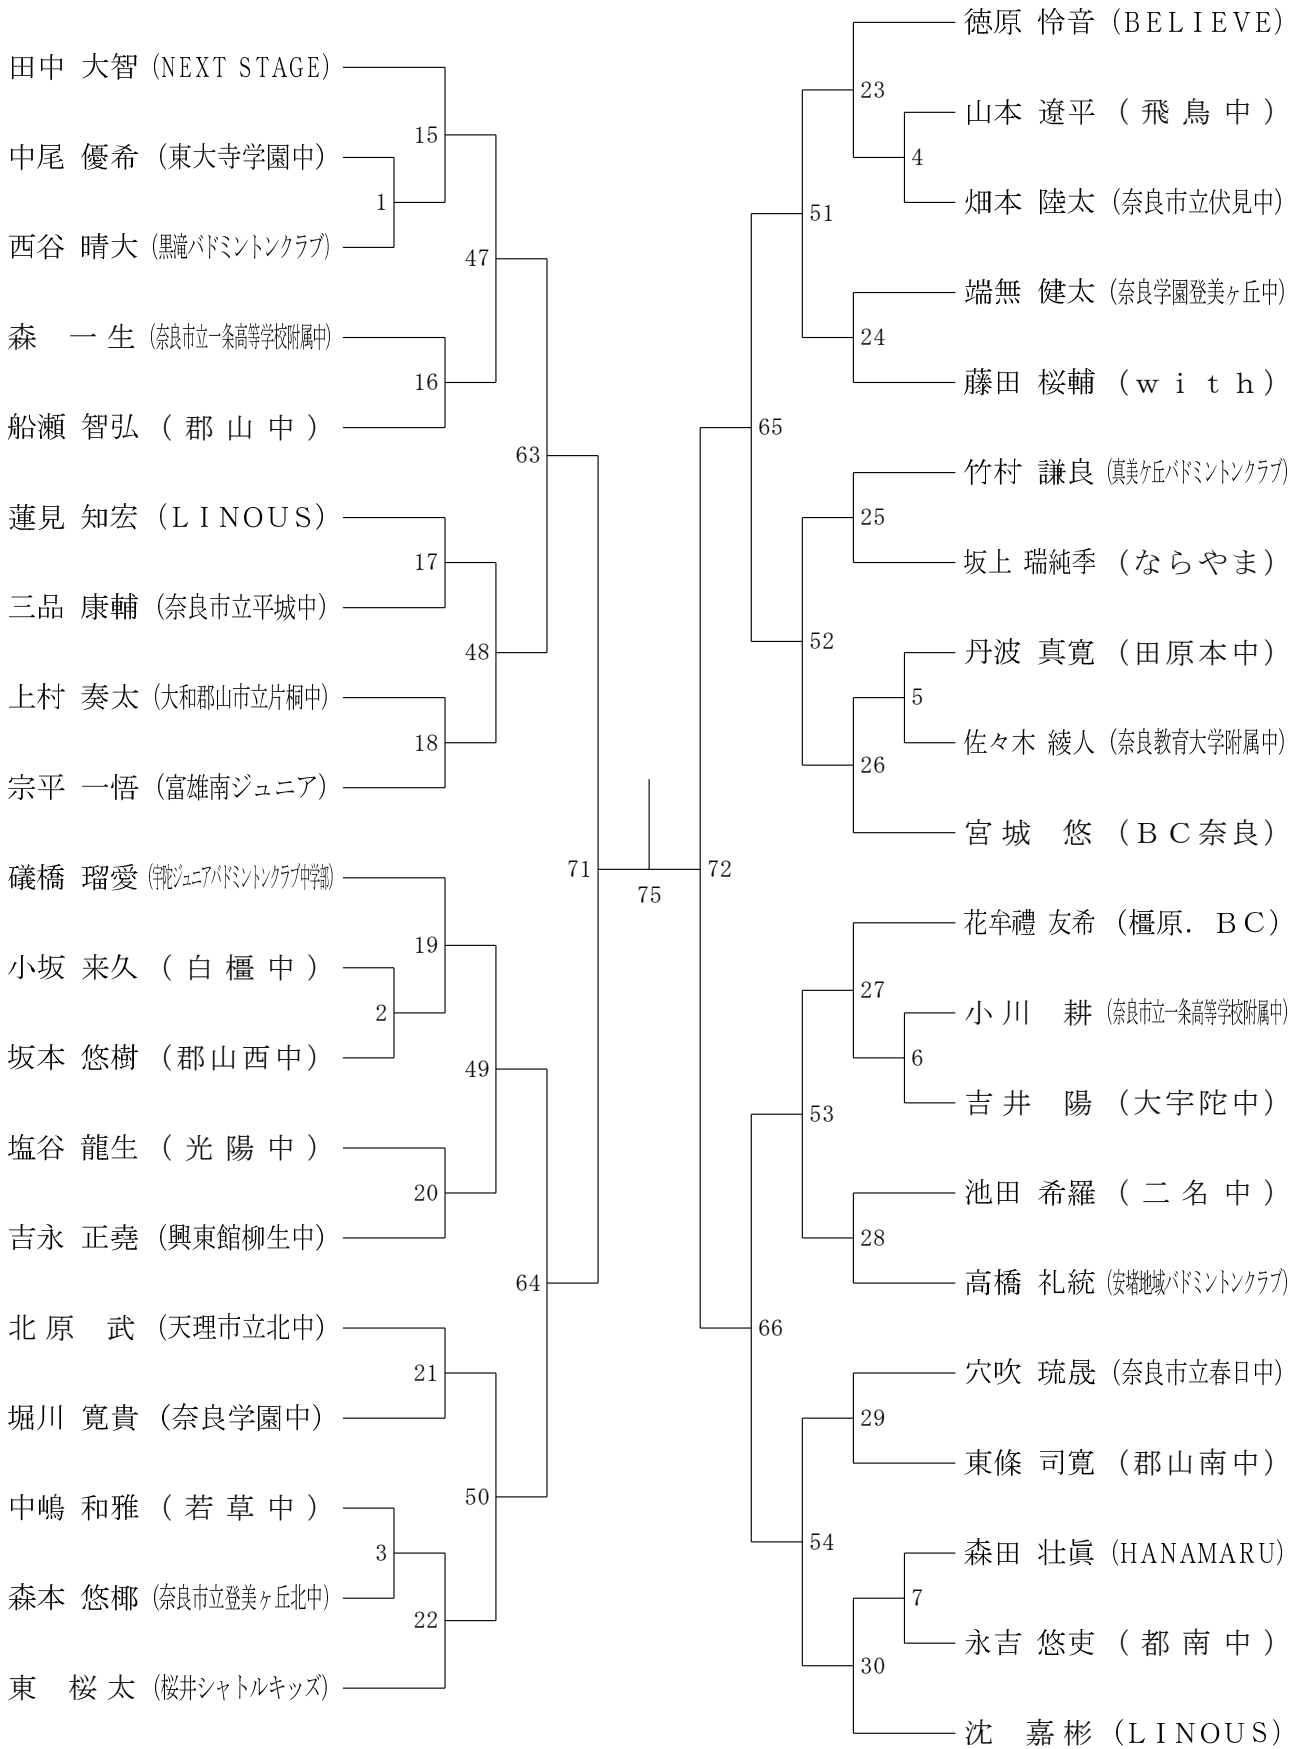 田中 大智 (NEXT STAGE)
15
中尾 優希 (東大寺学園中)
1
西谷 晴大 (黒滝バドミントンクラブ)
47
森 一生 (奈良市立一条高等学校附属中)
16
船瀬 智弘 (郡山中)
63
蓮見 知宏 (LINOUS)
17
三品 康輔 (奈良市立平城中)
48
上村 奏太 (大和郡山市立片桐中)
18
宗平 一悟 (富雄南ジュニア)
71
礒橋 瑠愛 (宇陀ジュニアバドミントンクラブ中学部)
19
小坂 来久 (白橿中)
2
坂本 悠樹 (郡山西中)
49
塩谷 龍生 (光陽中)
20
吉永 正堯 (興東館柳生中)
64
北原 武 (天理市立北中)
21
堀川 寛貴 (奈良学園中)
50
中嶋 和雅 (若草中)
3
森本 悠椰 (奈良市立登美ヶ丘北中)
22
東 桜太 (桜井シャトルキッズ)
75
徳原 怜音 (BELIEVE)
23
山本 遼平 (飛鳥中)
4
畑本 陸太 (奈良市立伏見中)
51
端無 健太 (奈良学園登美ヶ丘中)
24
藤田 桜輔 (with)
65
竹村 謙良 (真美ケ丘バドミントンクラブ)
25
坂上 瑞純季 (ならやま)
52
丹波 真寛 (田原本中)
5
佐々木 綾人 (奈良教育大学附属中)
26
宮城 悠 (BC奈良)
72
花牟禮 友希 (橿原．BC)
27
小川 耕 (奈良市立一条高等学校附属中)
6
吉井 陽 (大宇陀中)
53
池田 希羅 (二名中)
28
高橋 礼統 (安堵地域バドミントンクラブ)
66
穴吹 琉晟 (奈良市立春日中)
29
東條 司寛 (郡山南中)
54
森田 壮眞 (HANAMARU)
7
永吉 悠吏 (都南中)
30
沈 嘉彬 (LINOUS)